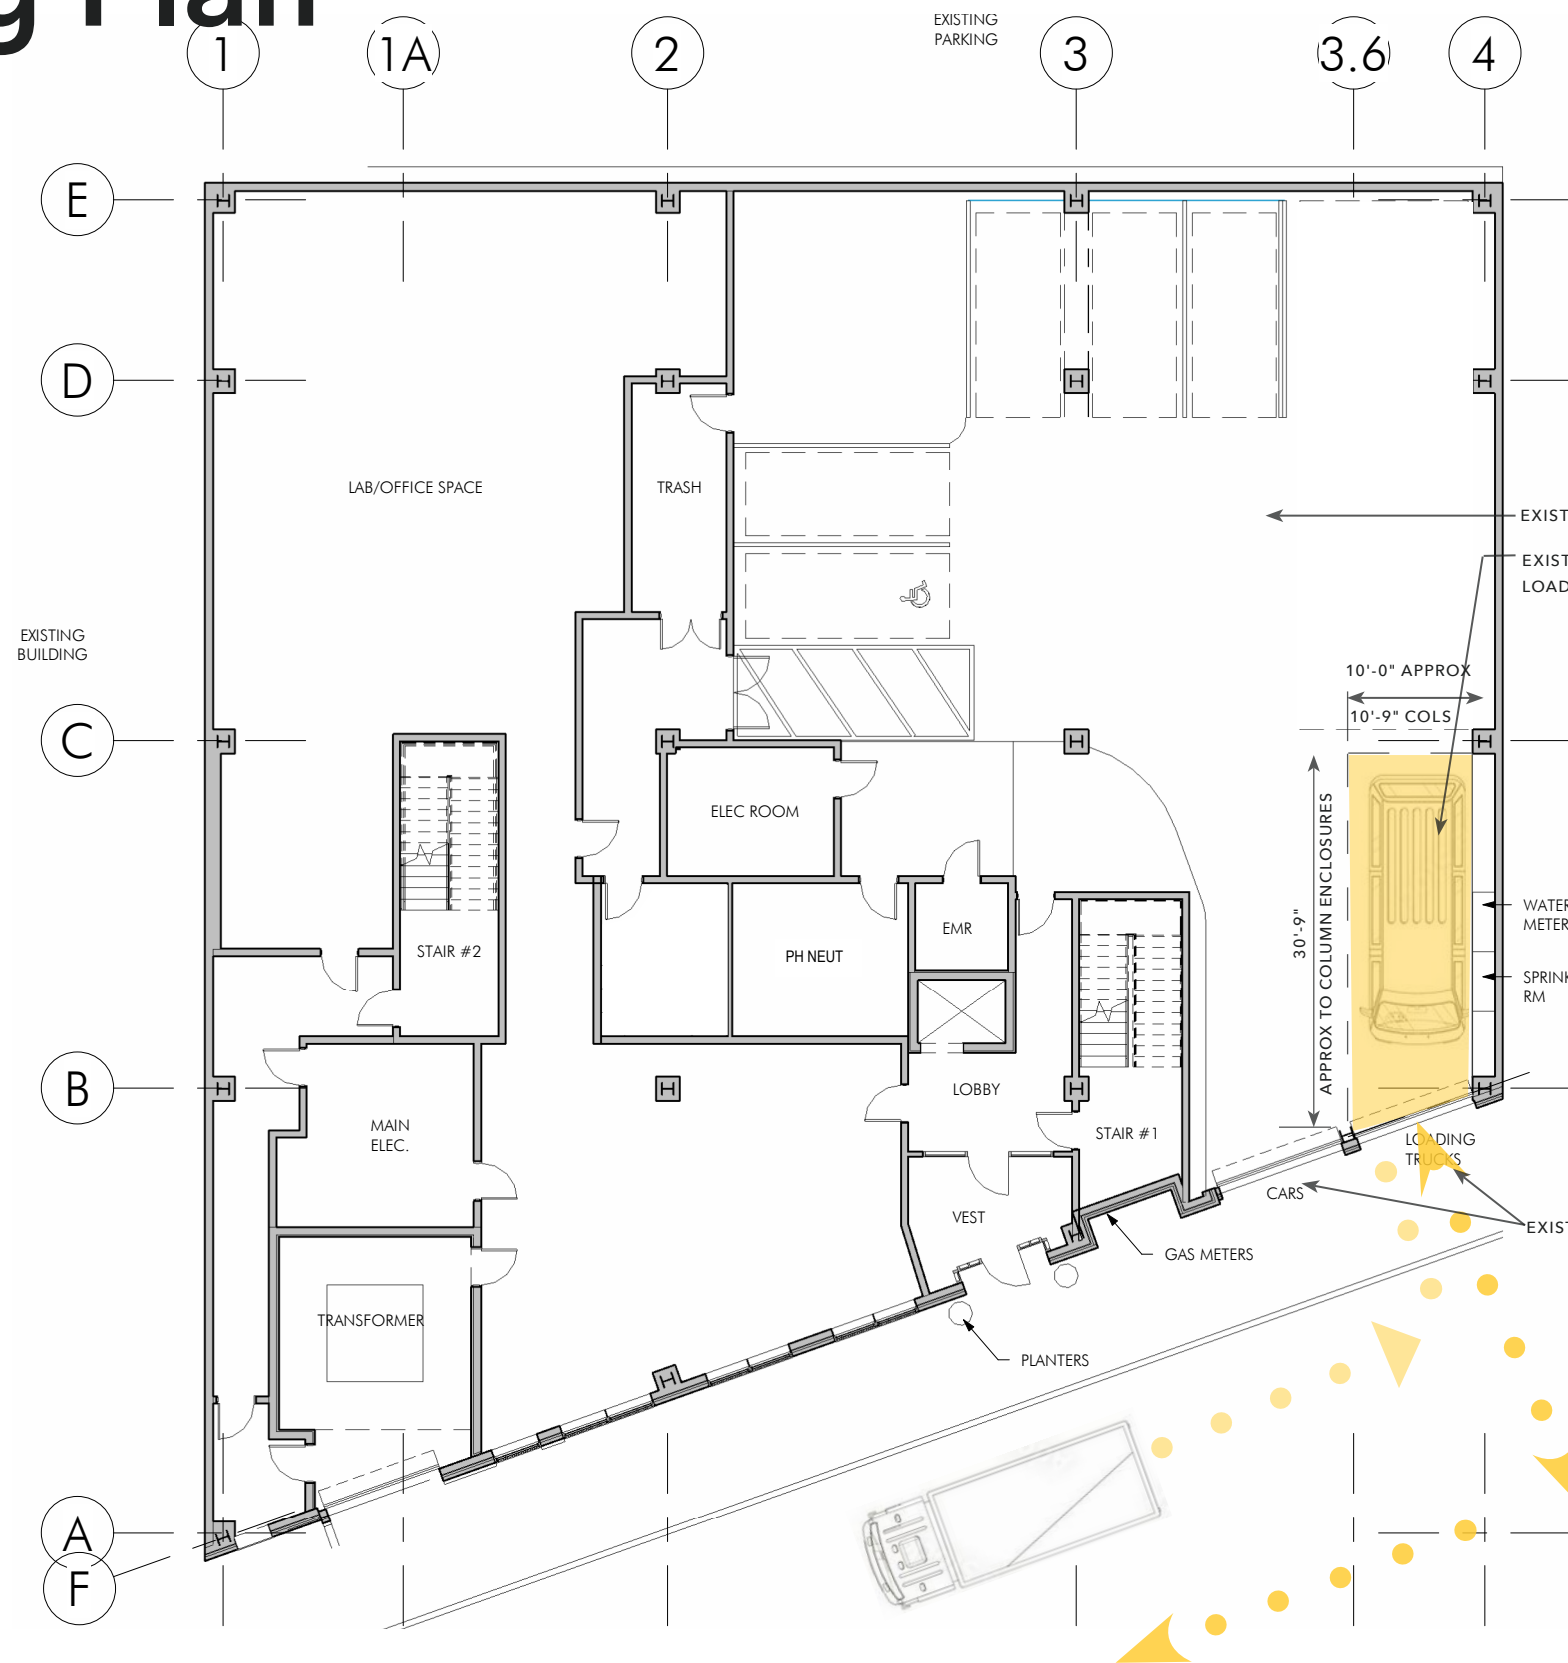 g Plan
EXISTING
PARKING
1
1A
2
3
3.6
4
E
D
LAB/OFFICE SPACE
TRASH
EXIST
EXIST
LOAD
EXISTING
BUILDING
10'-0" APPROX
10'-9" COLS
C
ELEC ROOM
30'-9"
APPROX TO COLUMN ENCLOSURES
WATER
METER
STAIR #2
PH NEUT
EMR
SPRINK
RM
B
LOBBY
MAIN
ELEC.
STAIR #1
LOADING
TRUCKS
CARS
VEST
EXIST
GAS METERS
TRANSFORMER
PLANTERS
A
F